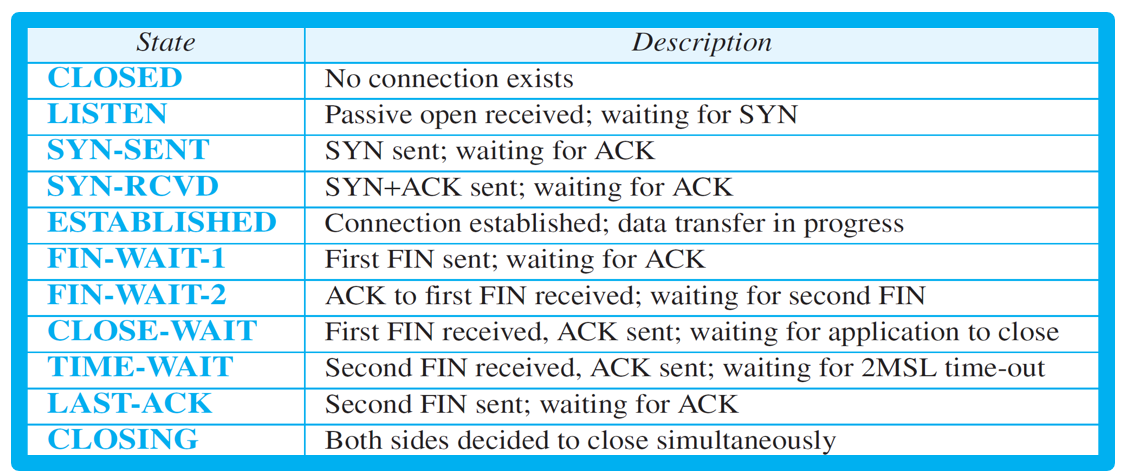 State Description
CLOSED No connection exists
LISTEN Passive open received; waiting for SYN
SYN-SENT SYN sent; waiting for ACK
SYN-RCVD SYN+ACK sent; waiting for ACK
ESTABLISHED Connection established; data transfer in progress
FIN-WAIT-1 First FIN sent; waiting for ACK
FIN-WAIT-2 ACK to first FIN received; waiting for second FIN
CLOSE-WAIT First FIN received, ACK sent; waiting for application to close
TIME-WAIT Second FIN received, ACK sent; waiting for 2MSL time-out
LAST-ACK Second FIN sent; waiting for ACK
CLOSING Both sides decided to close simultaneously